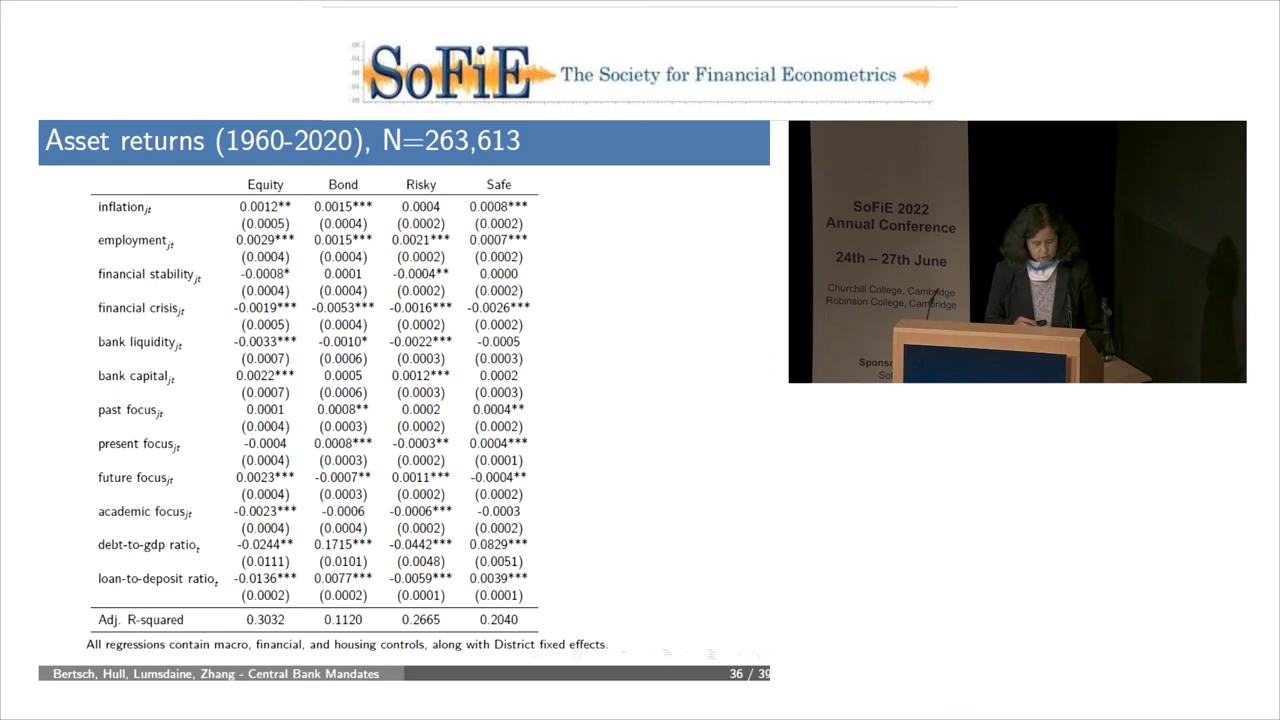 SoFiE The Society for Financial Econometrics
Asset returns (1960-2020), N=263,613
Equity Bond Risky Safe
inflation_jt 0.0012** 0.0015*** 0.0004 0.0008***
(0.0005) (0.0004) (0.0002) (0.0002)
employment_jt 0.0029*** 0.0015*** 0.0021*** 0.0007***
(0.0004) (0.0004) (0.0002) (0.0002)
financial stability_jt -0.0008* 0.0001 -0.0004** 0.0000
(0.0004) (0.0004) (0.0002) (0.0002)
financial crisis_jt -0.0019*** -0.0053*** -0.0016*** -0.0026***
(0.0005) (0.0004) (0.0002) (0.0002)
bank liquidity_jt -0.0033*** -0.0010* -0.0022*** -0.0005
(0.0007) (0.0006) (0.0003) (0.0003)
bank capital_jt 0.0022*** 0.0005 0.0012*** 0.0002
(0.0007) (0.0006) (0.0003) (0.0003)
past focus_jt 0.0001 0.0008** 0.0002 0.0004**
(0.0004) (0.0003) (0.0002) (0.0002)
present focus_jt -0.0004 0.0008*** -0.0003** 0.0004***
(0.0004) (0.0003) (0.0002) (0.0001)
future focus_jt 0.0023*** -0.0007** 0.0011*** -0.0004**
(0.0004) (0.0003) (0.0002) (0.0002)
academic focus_jt -0.0023*** -0.0006 -0.0006*** -0.0003
(0.0004) (0.0004) (0.0002) (0.0002)
debt-to-gdp ratio_t -0.0244** 0.1715*** -0.0442*** 0.0829***
(0.0111) (0.0101) (0.0048) (0.0051)
loan-to-deposit ratio_t -0.0136*** 0.0077*** -0.0059*** 0.0039***
(0.0002) (0.0002) (0.0001) (0.0001)
Adj. R-squared 0.3032 0.1120 0.2665 0.2040
All regressions contain macro, financial, and housing controls, along with District fixed effects.
Bertsch, Hull, Lumsdaine, Zhang - Central Bank Mandates 36 / 39
SoFiE 2022
Annual Conference
24th – 27th June
Churchill College, Cambridge
Robinson College, Cambridge
Spons
SoF